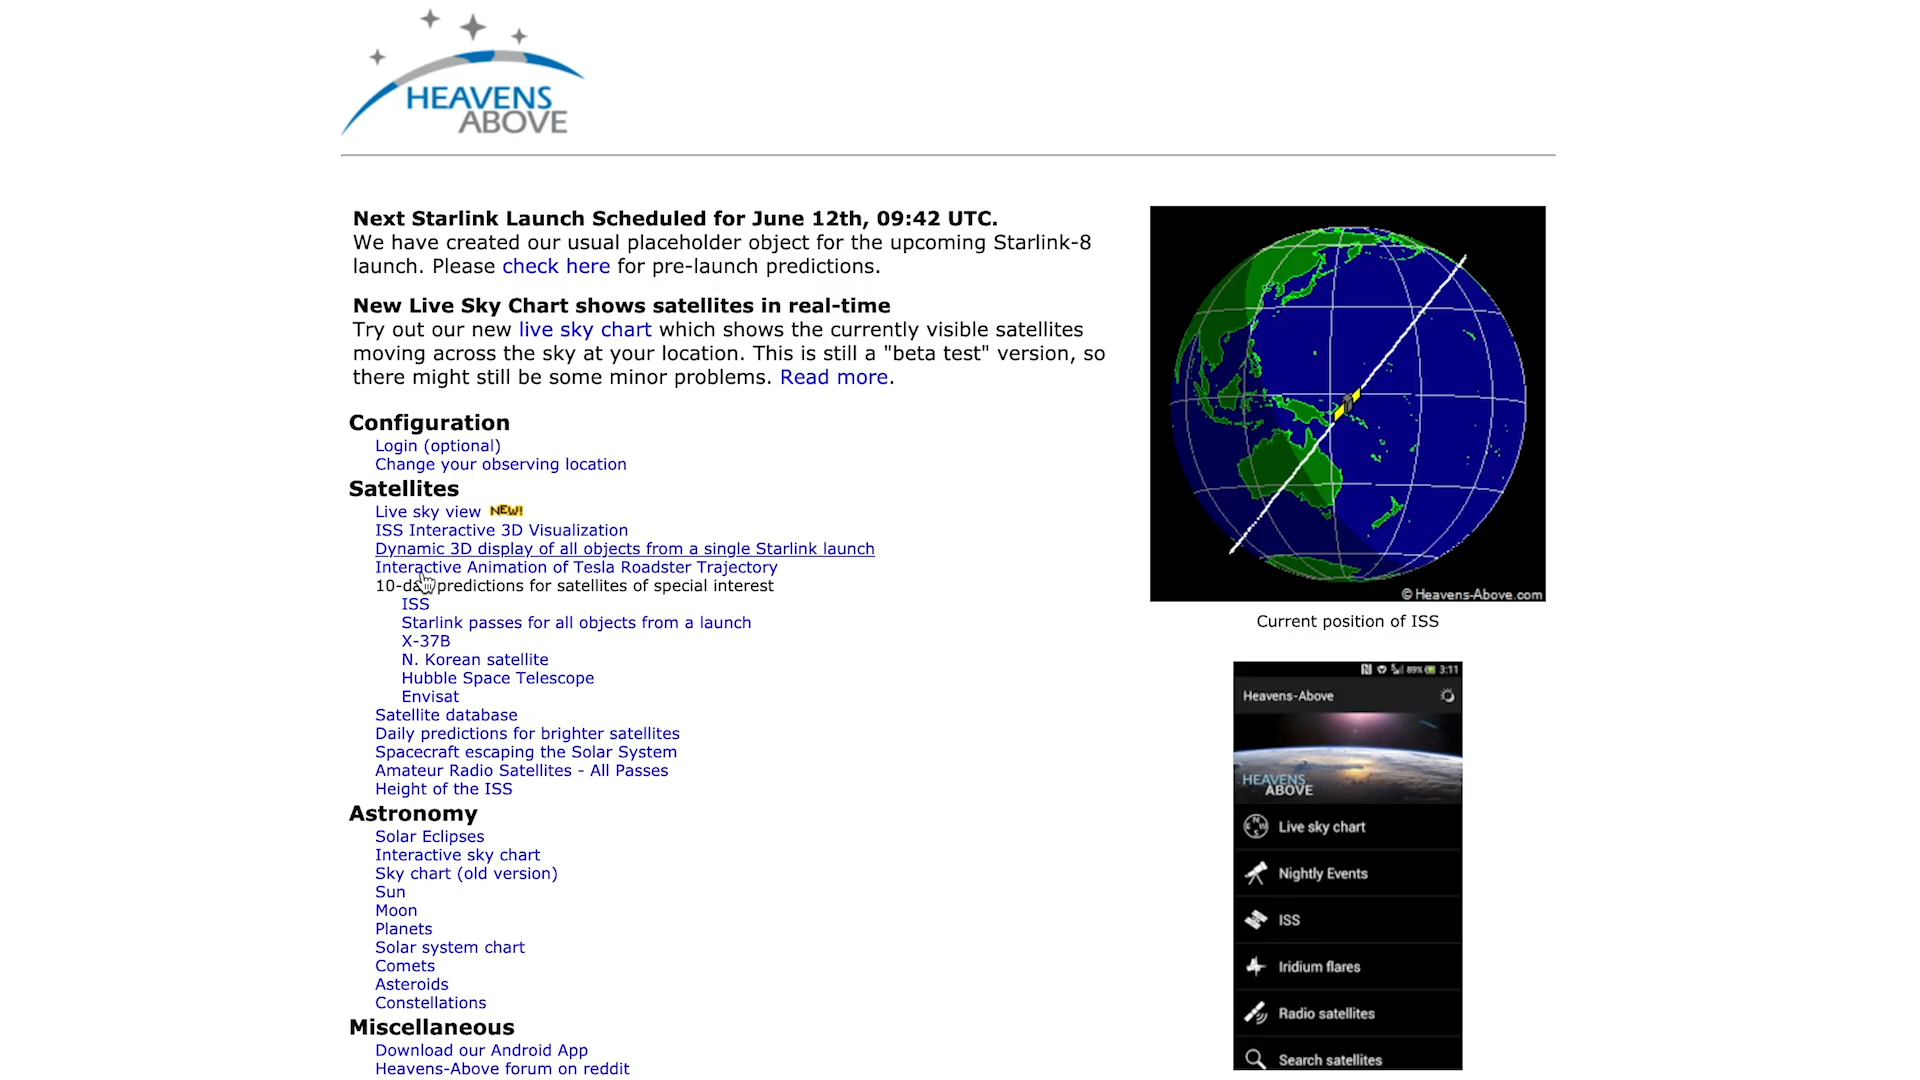 HEAVENS
ABOVE
Next Starlink Launch Scheduled for June 12th, 09:42 UTC.
We have created our usual placeholder object for the upcoming Starlink-8
launch. Please check here for pre-launch predictions.
New Live Sky Chart shows satellites in real-time
Try out our new live sky chart which shows the currently visible satellites
moving across the sky at your location. This is still a "beta test" version, so
there might still be some minor problems. Read more.
Configuration
Login (optional)
Change your observing location
Satellites
Live sky view NEW!
ISS Interactive 3D Visualization
Dynamic 3D display of all objects from a single Starlink launch
Interactive Animation of Tesla Roadster Trajectory
10-day predictions for satellites of special interest
ISS
Starlink passes for all objects from a launch
X-37B
N. Korean satellite
Hubble Space Telescope
Envisat
Satellite database
Daily predictions for brighter satellites
Spacecraft escaping the Solar System
Amateur Radio Satellites - All Passes
Height of the ISS
Astronomy
Solar Eclipses
Interactive sky chart
Sky chart (old version)
Sun
Moon
Planets
Solar system chart
Comets
Asteroids
Constellations
Miscellaneous
Download our Android App
Heavens-Above forum on reddit
© Heavens-Above.com
Current position of ISS
89% 3:11
Heavens-Above
HEAVENS
ABOVE
N E S W
Live sky chart
Nightly Events
ISS
Iridium flares
Radio satellites
Search satellites